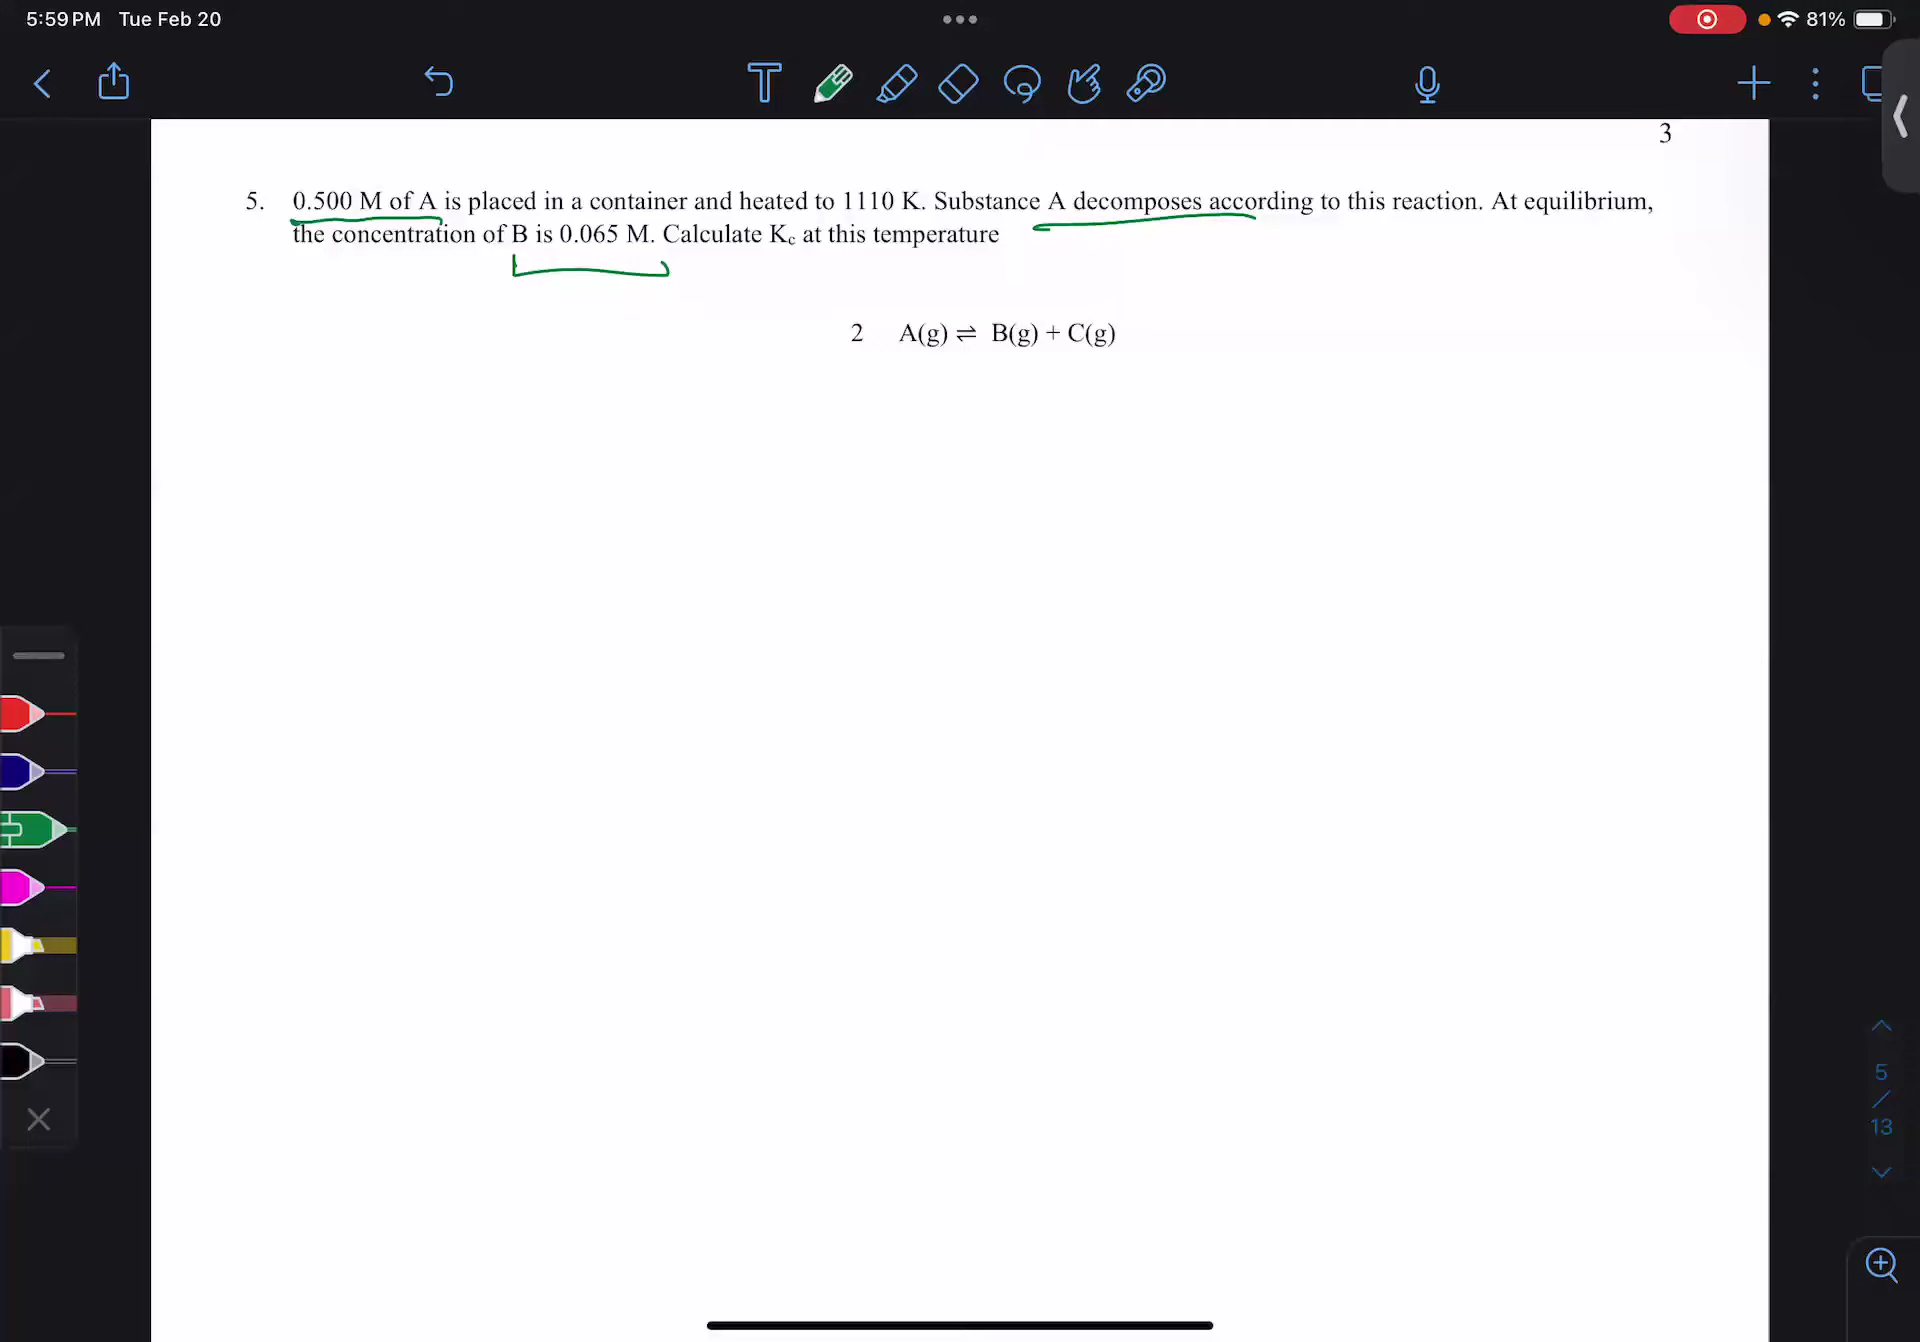 5:59 PM Tue Feb 20
81%
3
5. 0.500 M of A is placed in a container and heated to 1110 K. Substance A decomposes according to this reaction. At equilibrium,
the concentration of B is 0.065 M. Calculate Kc at this temperature
2 A(g) ⇌ B(g) + C(g)
5
/
13